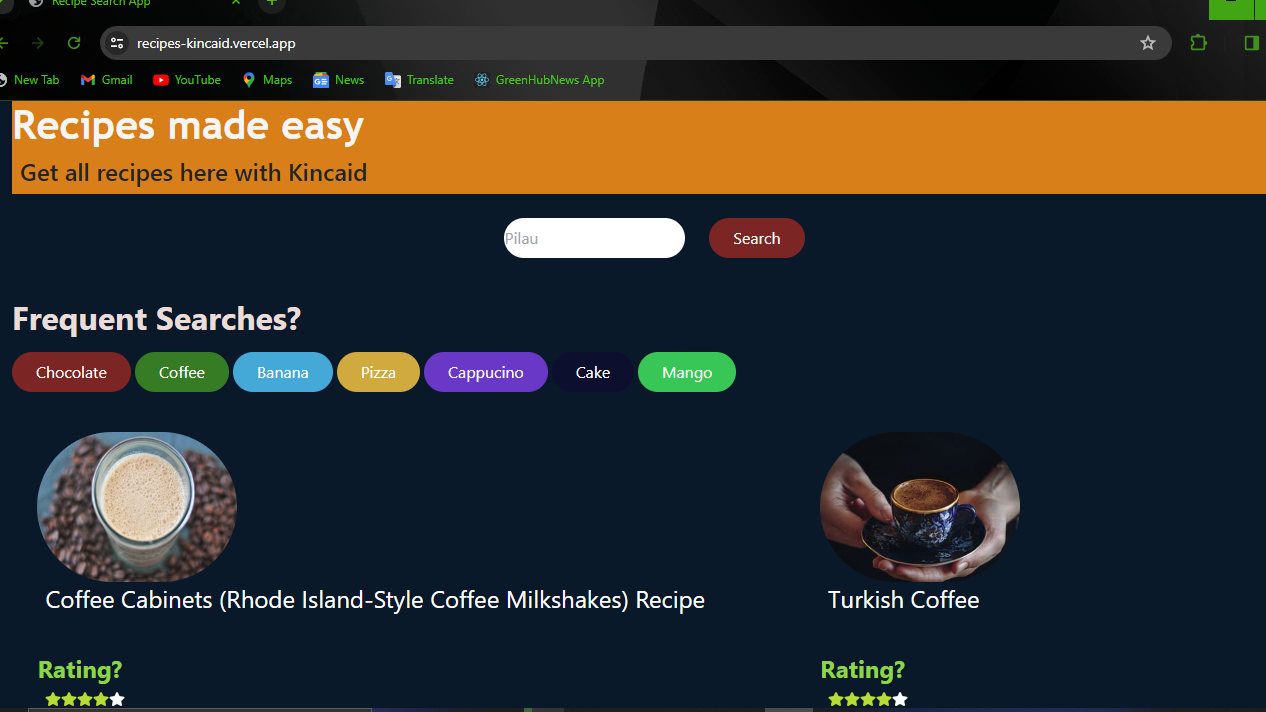 Recipe Search App
recipes-kincaid.vercel.app
New Tab Gmail YouTube Maps News Translate GreenHubNews App
Recipes made easy
Get all recipes here with Kincaid
Pilau Search
Frequent Searches?
Chocolate Coffee Banana Pizza Cappucino Cake Mango
Coffee Cabinets (Rhode Island-Style Coffee Milkshakes) Recipe Turkish Coffee
Rating? Rating?